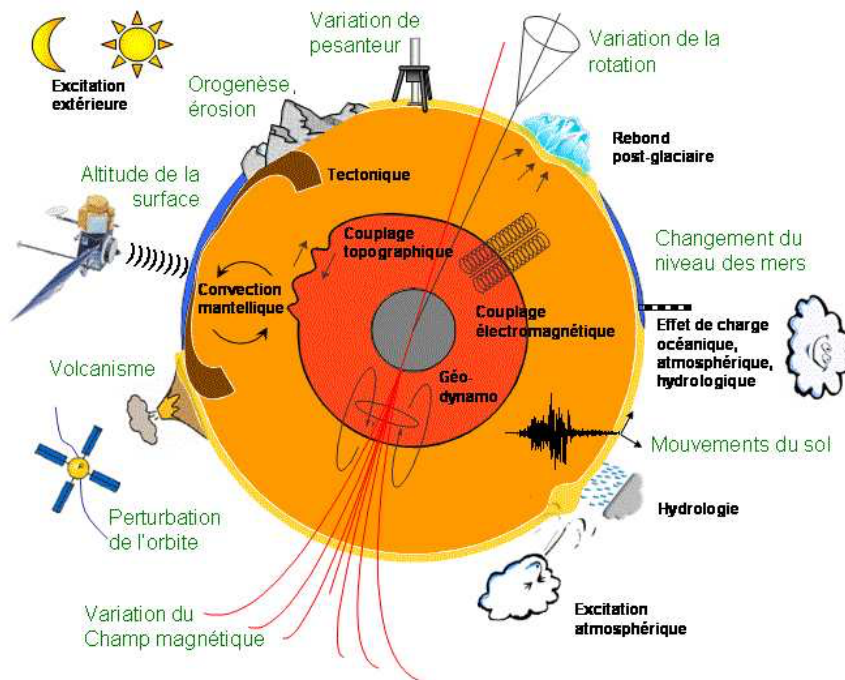 Variation de
pesanteur
Variation de la
rotation
Excitation
extérieure
Orogenèse,
érosion
Rebond
post-glaciaire
Altitude de la
surface
Tectonique
Couplage
topographique
Changement du
niveau des mers
Convection
mantellique
Couplage
électromagnétique
Effet de charge
océanique,
atmosphérique,
hydrologique
Volcanisme
Géo-
dynamo
Mouvements du sol
Hydrologie
Perturbation
de l'orbite
Variation du
Champ magnétique
Excitation
atmosphérique